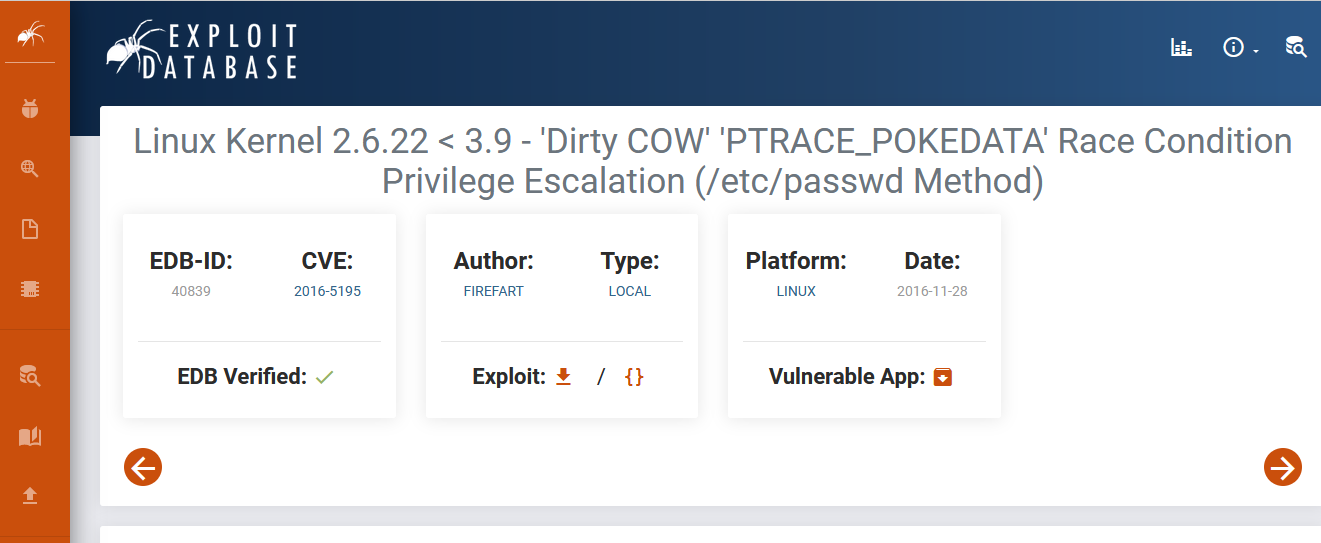 EXPLOIT
DATABASE
Linux Kernel 2.6.22 < 3.9 - 'Dirty COW' 'PTRACE_POKEDATA' Race Condition
Privilege Escalation (/etc/passwd Method)
EDB-ID:
40839
CVE:
2016-5195
EDB Verified:
Author:
FIREFART
Type:
LOCAL
Exploit: / {}
Platform:
LINUX
Date:
2016-11-28
Vulnerable App: